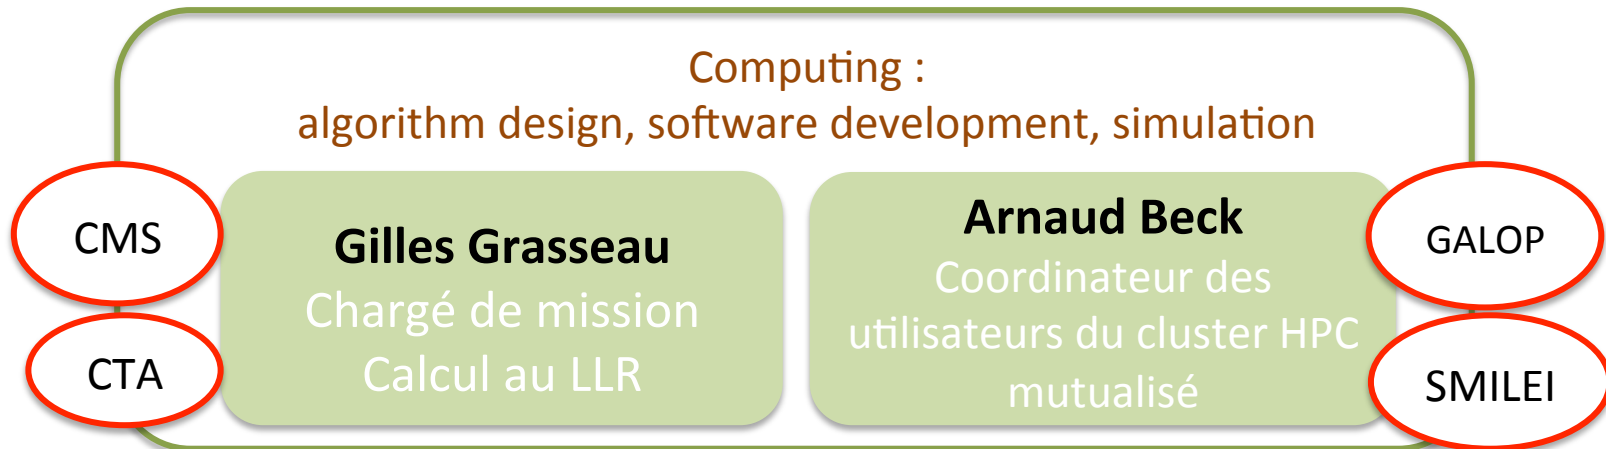 Computing :
algorithm design, software development, simulation
CMS
CTA
Gilles Grasseau
Chargé de mission
Calcul au LLR
Arnaud Beck
Coordinateur des
utilisateurs du cluster HPC
mutualisé
GALOP
SMILEI